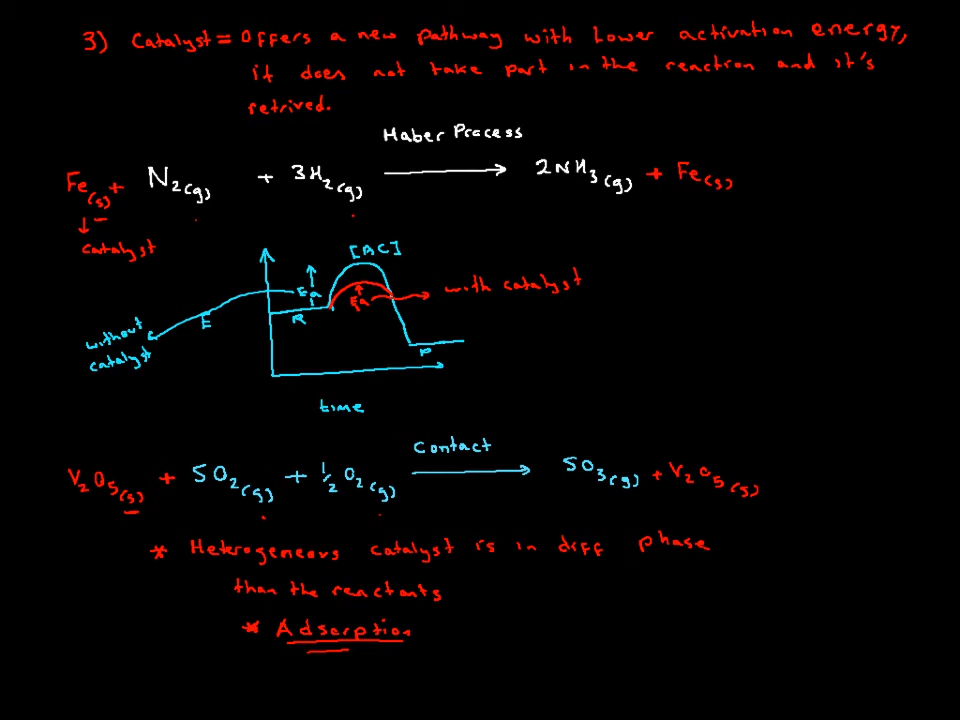 3) Catalyst = offers a new pathway with Lower activation energy,
it does not take part in the reaction and it's
retrived.
Haber Process
Fe(s) + N2(g) + 3H2(g) → 2NH3(g) + Fe(s)
↓
catalyst
[AC]
Ea
Ea
with catalyst
R
E
without
catalyst
P
time
Contact
V2O5(s) + SO2(g) + 1/2 O2(g) → SO3(g) + V2O5(s)
* Heterogeneous catalyst is in diff phase
than the reactants
* Adsorption